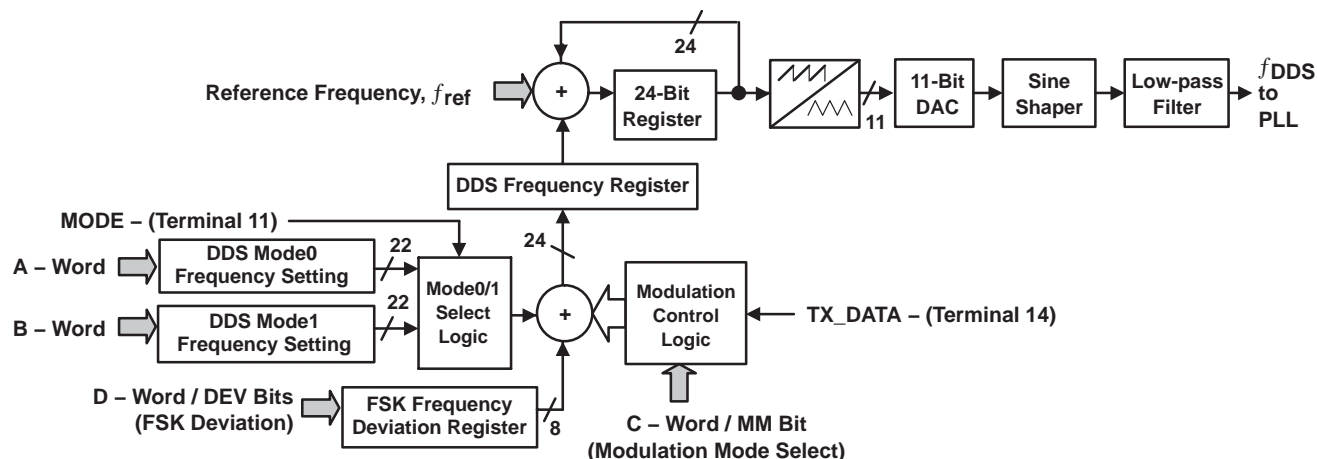 24
Reference Frequency, fref
+
24-Bit
Register
11
11-Bit
DAC
Sine
Shaper
Low-pass
Filter
fDDS
to
PLL
DDS Frequency Register
MODE – (Terminal 11)
24
A – Word
DDS Mode0
Frequency Setting
22
B – Word
DDS Mode1
Frequency Setting
22
Mode0/1
Select
Logic
+
Modulation
Control
Logic
TX_DATA – (Terminal 14)
D – Word / DEV Bits
(FSK Deviation)
FSK Frequency
Deviation Register
8
C – Word / MM Bit
(Modulation Mode Select)